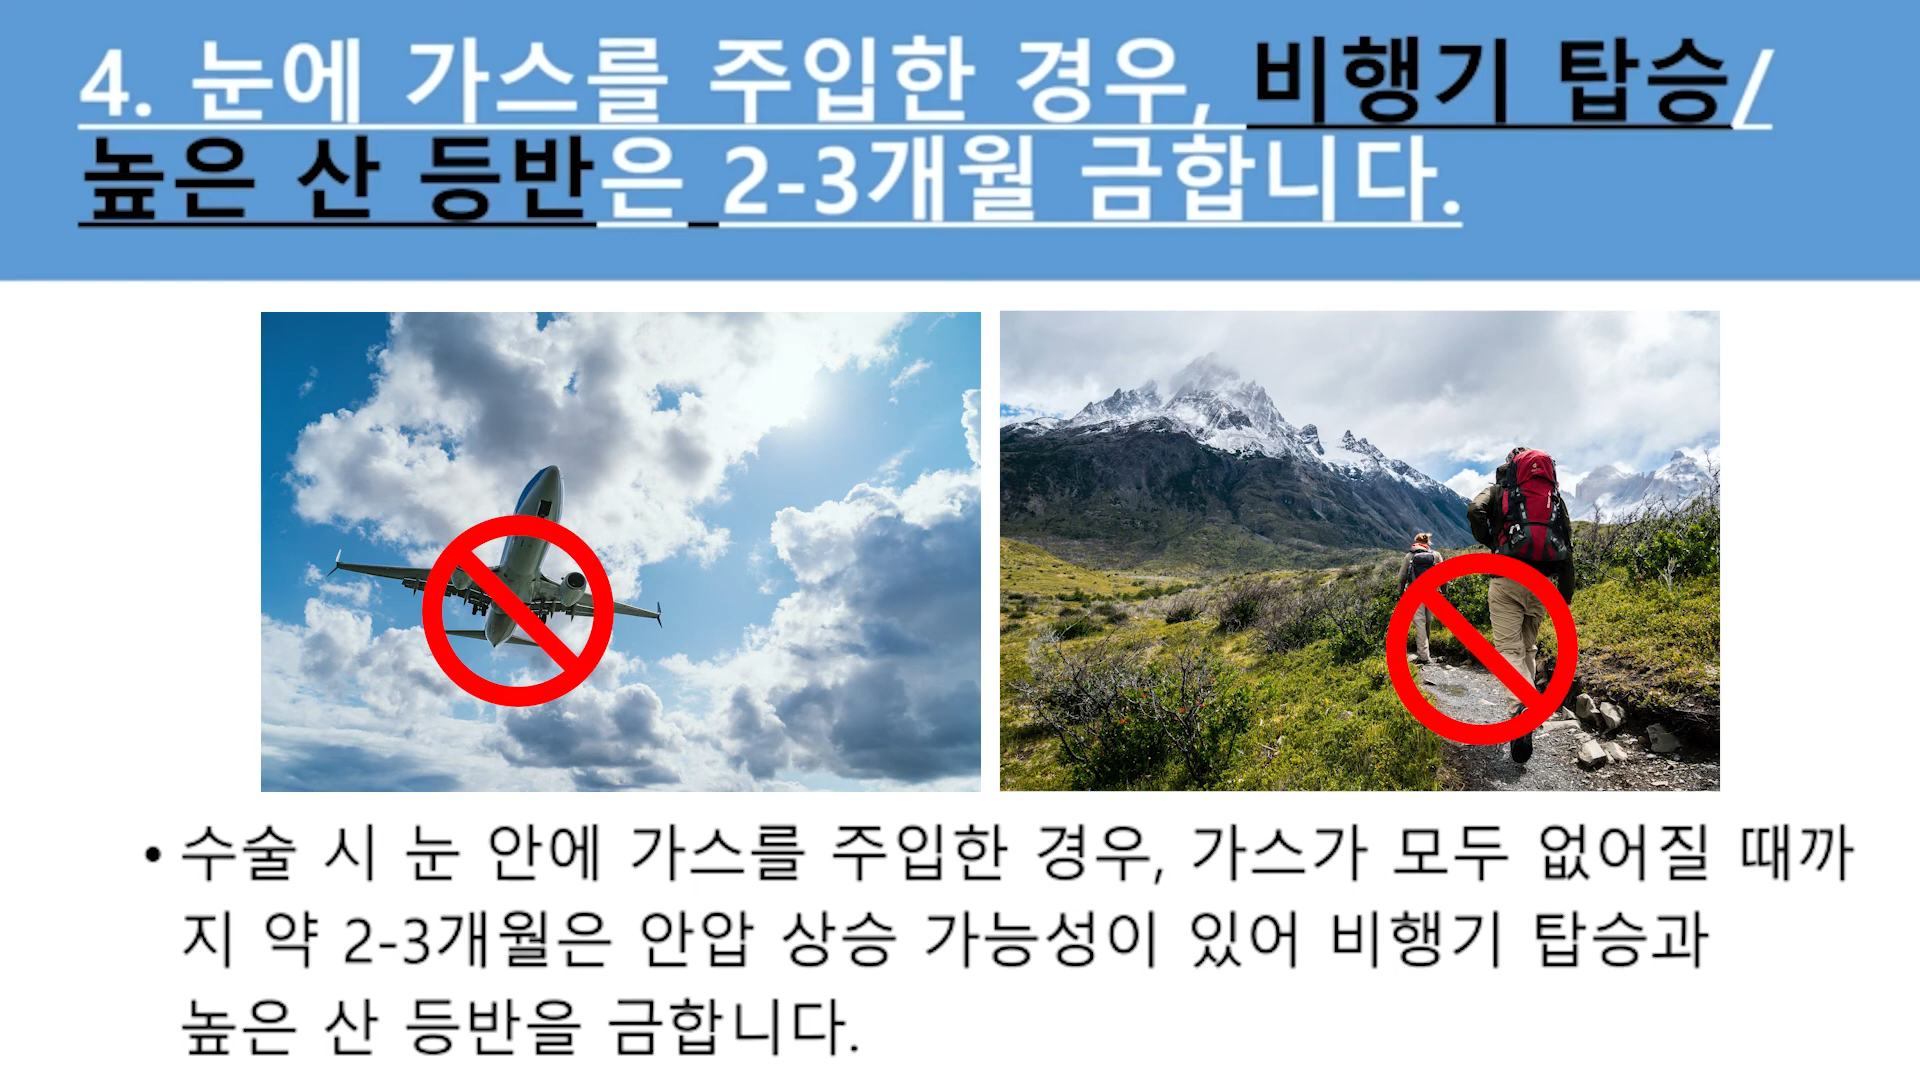 4. 눈에 가스를 주입한 경우, 비행기 탑승/
높은 산 등반은 2-3개월 금합니다.
• 수술 시 눈 안에 가스를 주입한 경우, 가스가 모두 없어질 때까
지 약 2-3개월은 안압 상승 가능성이 있어 비행기 탑승과
높은 산 등반을 금합니다.